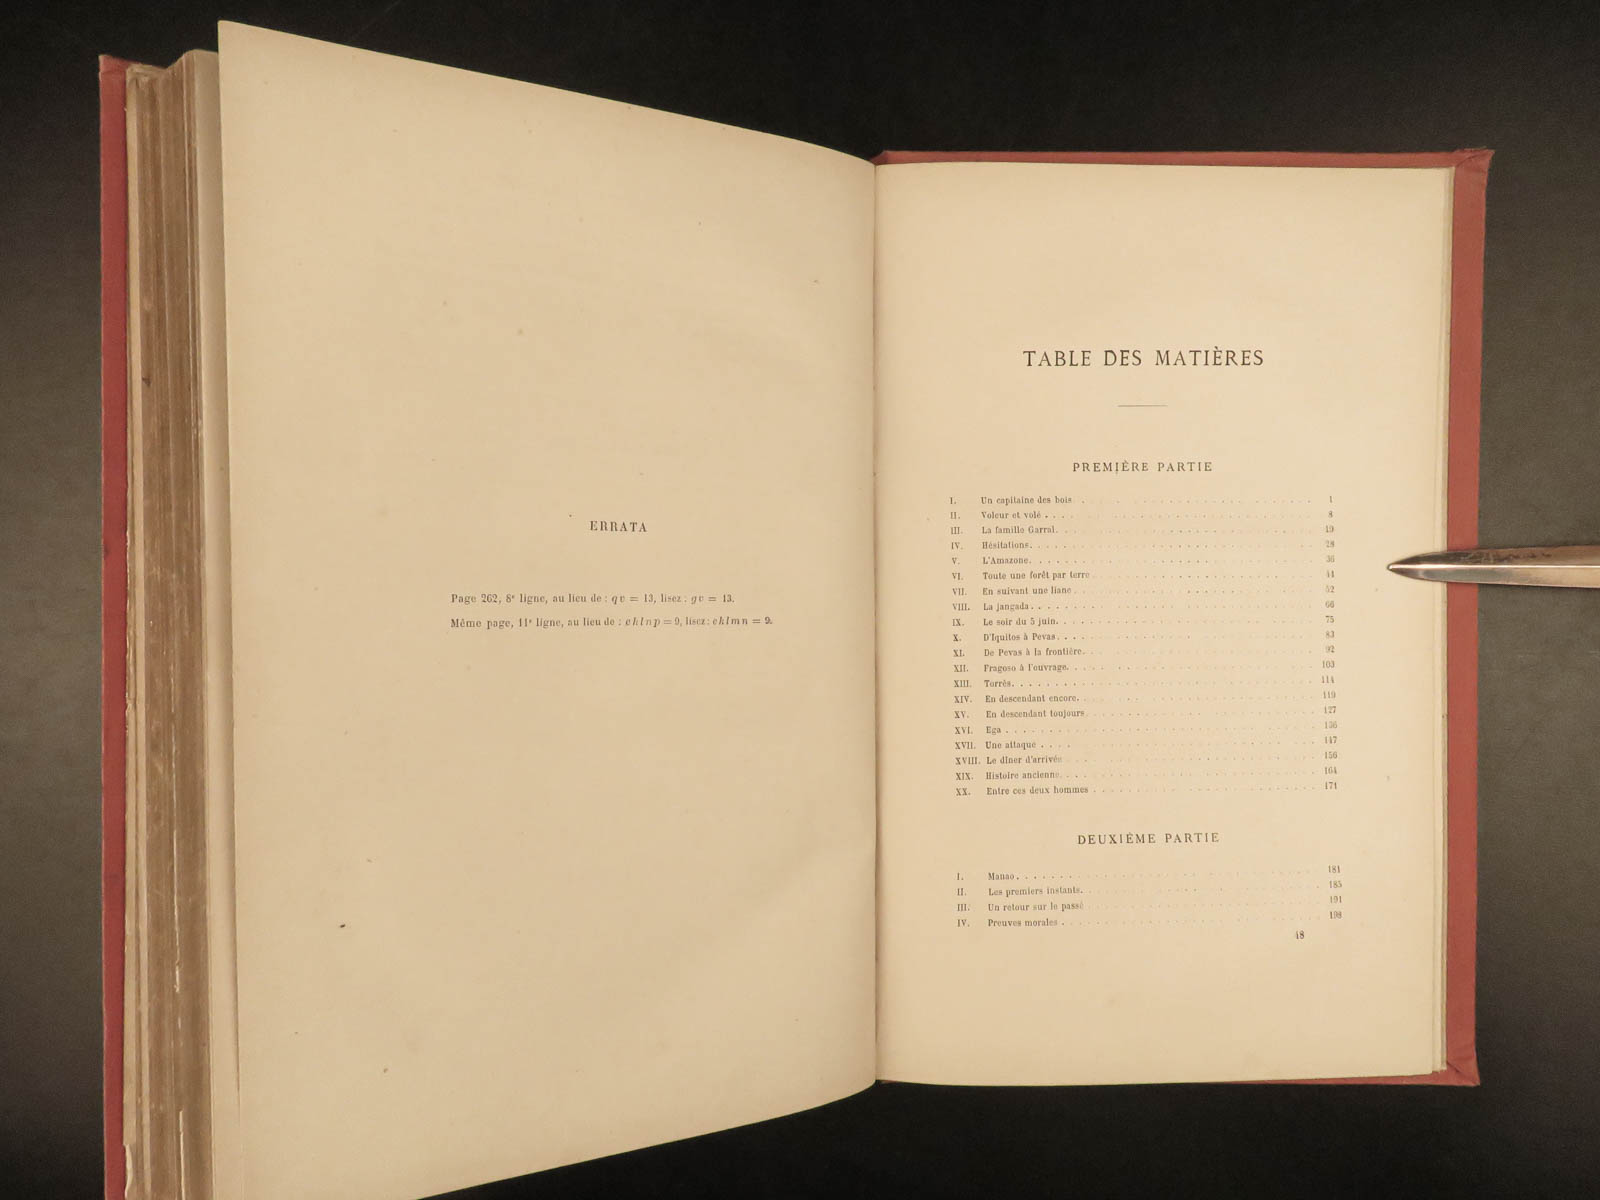 ERRATA
Page 262, 8e ligne, au lieu de : qv = 13, lisez : gv = 13.
Même page, 11e ligne, au lieu de : eklnp = 9, lisez : eklmn = 9.
TABLE DES MATIÈRES
PREMIÈRE PARTIE
I. Un capitaine des bois 1
II. Voleur et volé 8
III. La famille Garral 19
IV. Hésitations 28
V. L'Amazone 36
VI. Toute une forêt par terre 44
VII. En suivant une liane 52
VIII. La jangada 66
IX. Le soir du 5 juin 75
X. D'Iquitos à Pevas 83
XI. De Pevas à la frontière 92
XII. Fragoso à l'ouvrage 103
XIII. Torrès 114
XIV. En descendant encore 119
XV. En descendant toujours 127
XVI. Ega 136
XVII. Une attaque 147
XVIII. Le dîner d'arrivée 156
XIX. Histoire ancienne 164
XX. Entre ces deux hommes 171
DEUXIÈME PARTIE
I. Manao 181
II. Les premiers instants 185
III. Un retour sur le passé 191
IV. Preuves morales 198
48